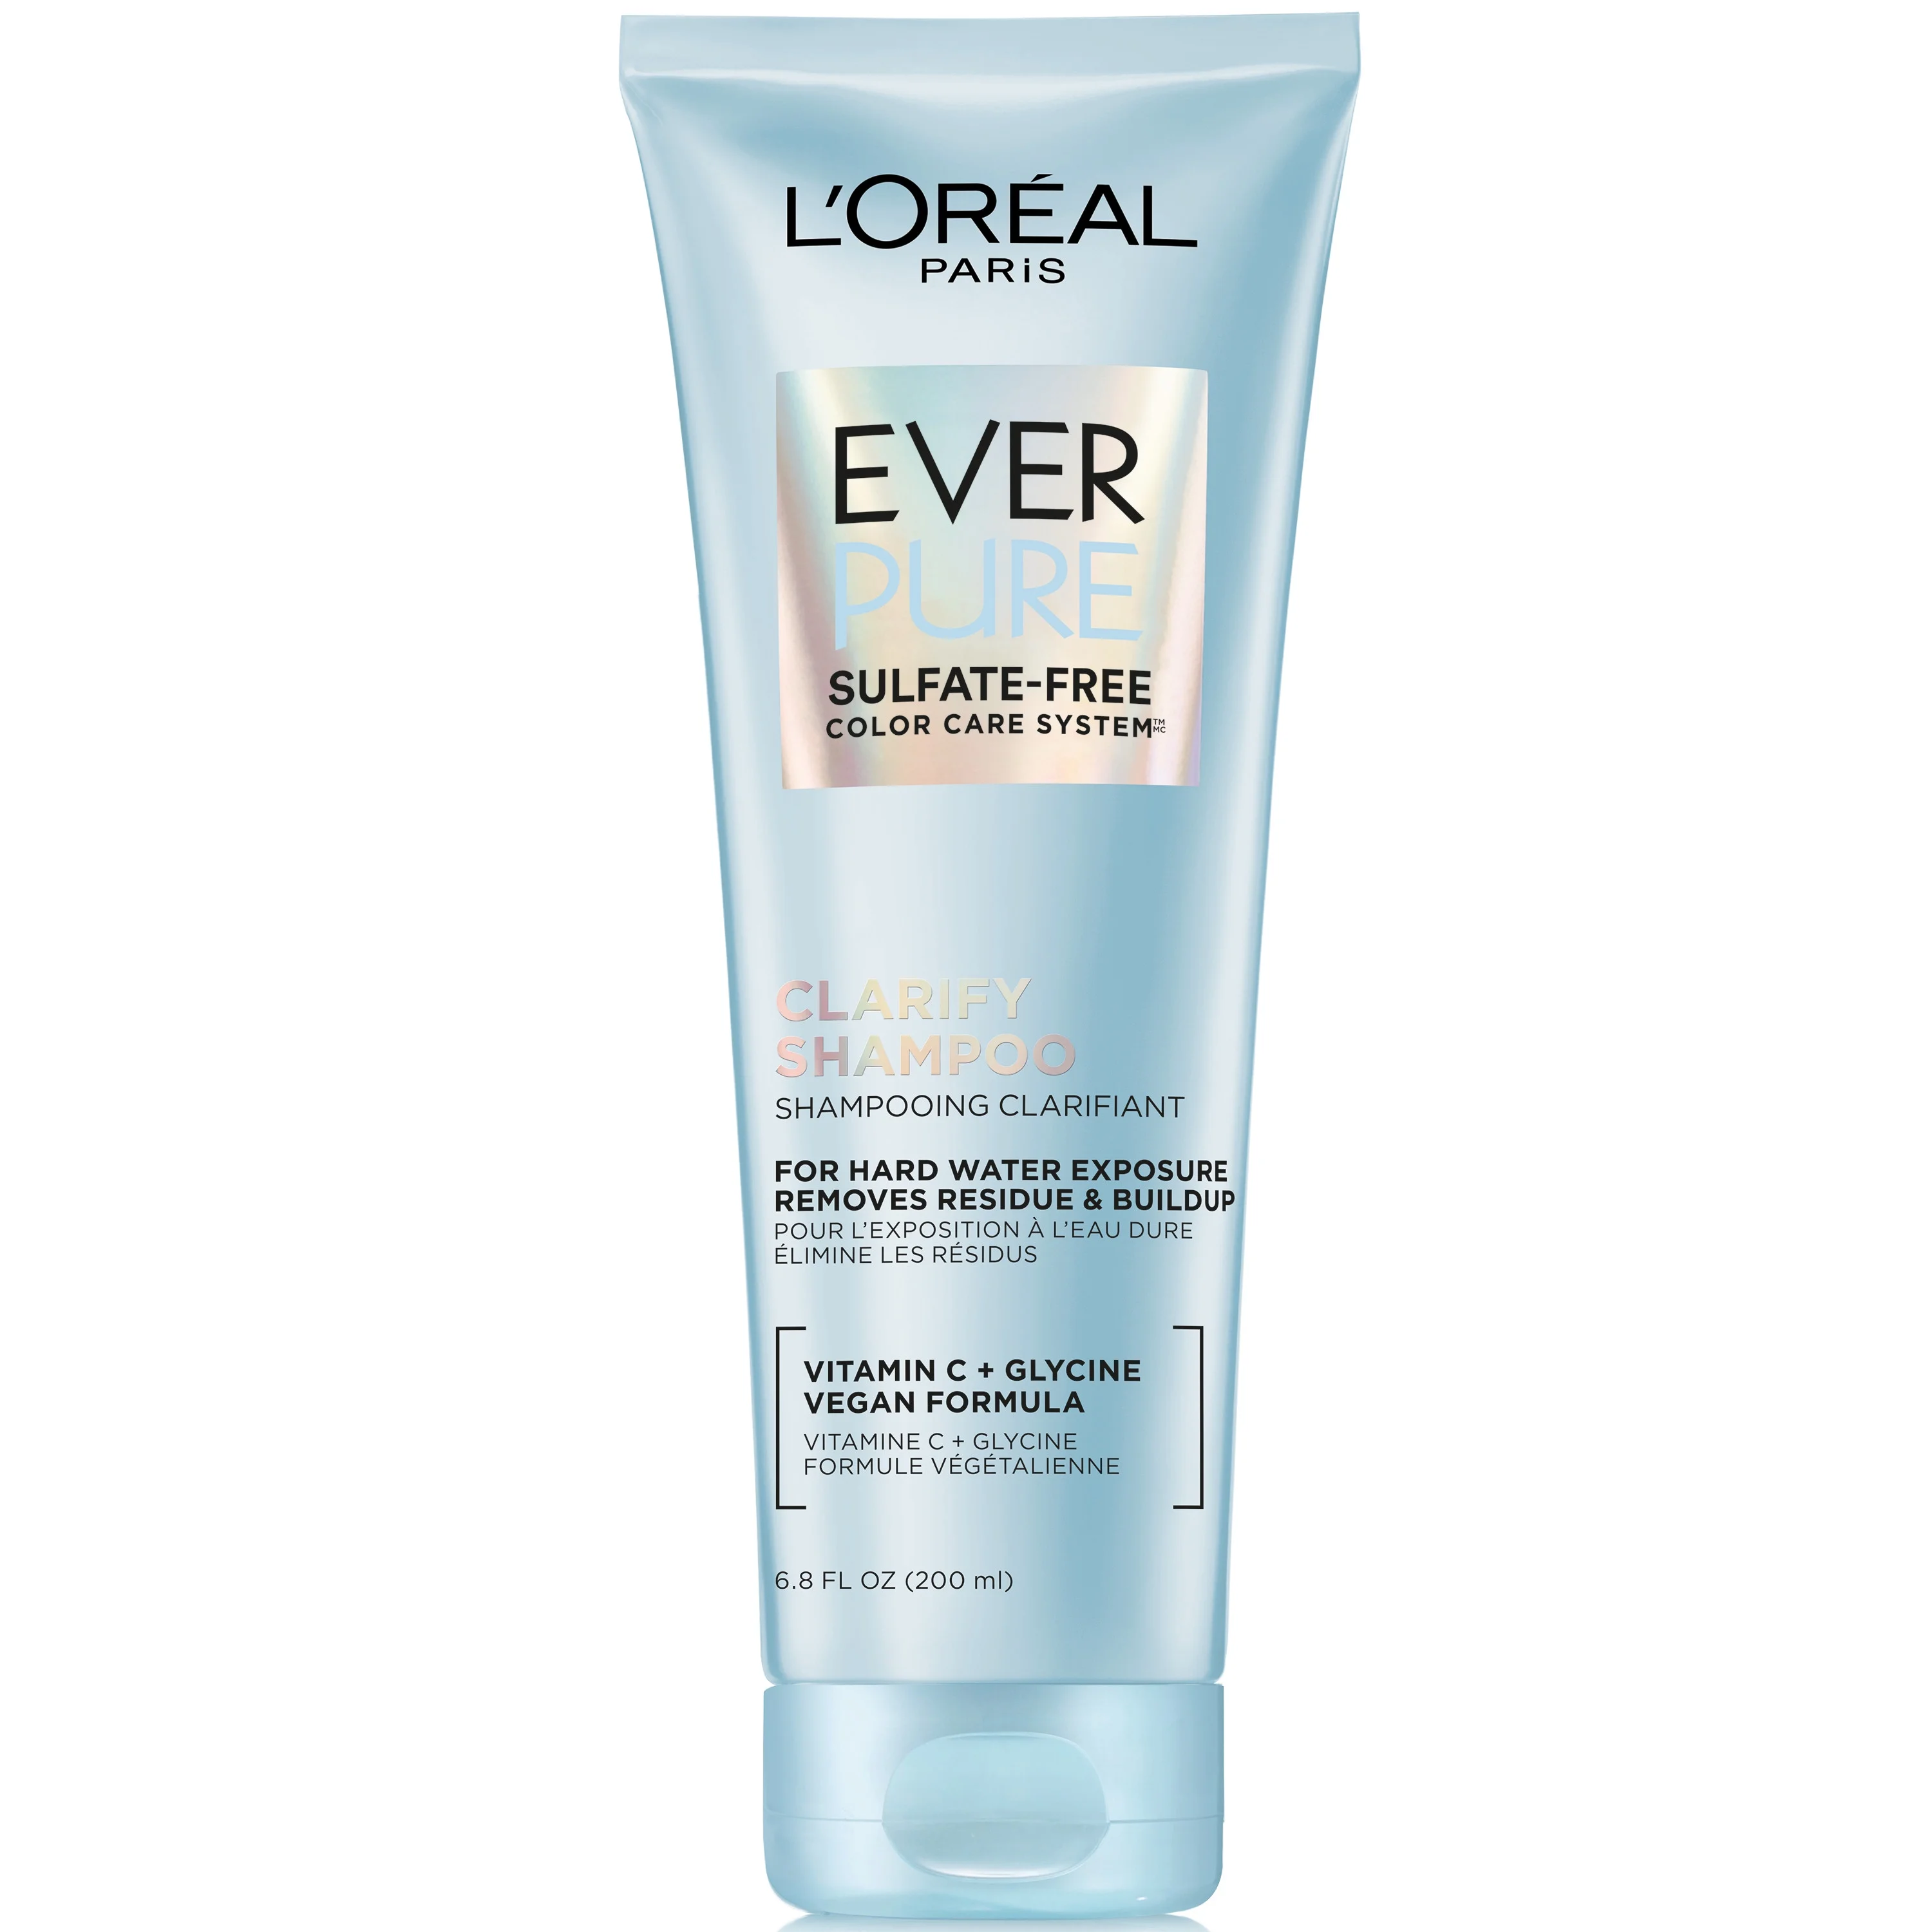 L'ORÉAL
PARiS
EVER
PURE
SULFATE-FREE
COLOR CARE SYSTEM™ MC
CLARIFY
SHAMPOO
SHAMPOOING CLARIFIANT
FOR HARD WATER EXPOSURE
REMOVES RESIDUE & BUILDUP
POUR L'EXPOSITION À L'EAU DURE
ÉLIMINE LES RÉSIDUS
VITAMIN C + GLYCINE
VEGAN FORMULA
VITAMINE C + GLYCINE
FORMULE VÉGÉTALIENNE
6.8 FL OZ (200 ml)